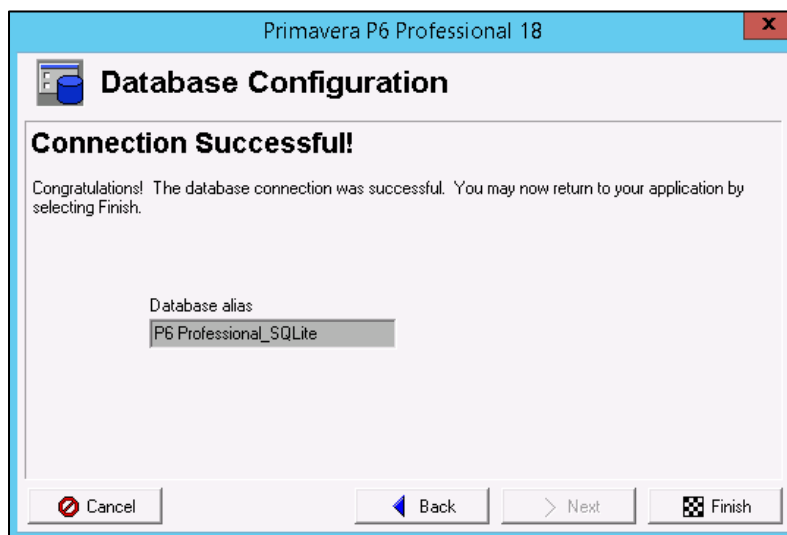 Primavera P6 Professional 18
x
Database Configuration
Connection Successful!
Congratulations!  The database connection was successful.  You may now return to your application by
selecting Finish.
Database alias
P6 Professional_SQLite
Cancel
Back
Next
Finish